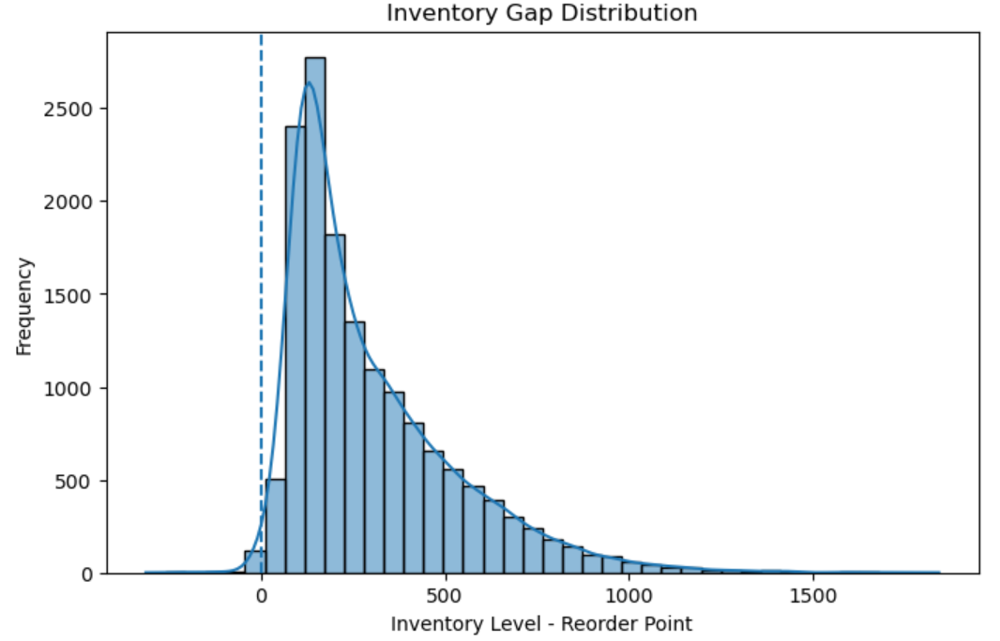 Inventory Gap Distribution
2500
2000
1500
1000
500
0
Frequency
0 500 1000 1500
Inventory Level - Reorder Point